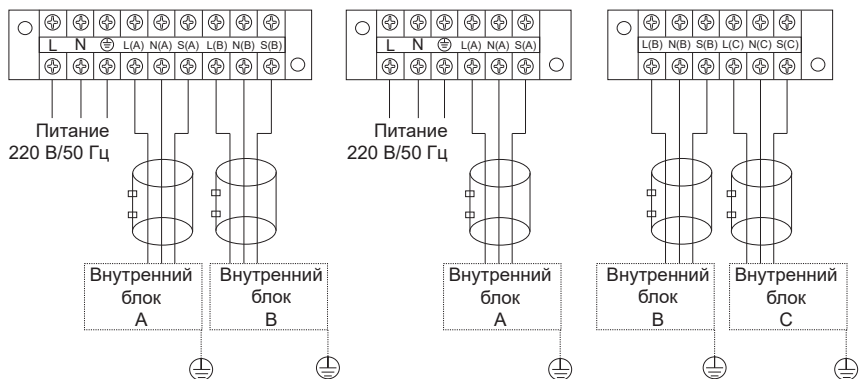 L N L(A) N(A) S(A) L(B) N(B) S(B)
Питание
220 В/50 Гц
Внутренний
блок
A
Внутренний
блок
B
L N L(A) N(A) S(A)
Питание
220 В/50 Гц
Внутренний
блок
A
L(B) N(B) S(B) L(C) N(C) S(C)
Внутренний
блок
B
Внутренний
блок
C